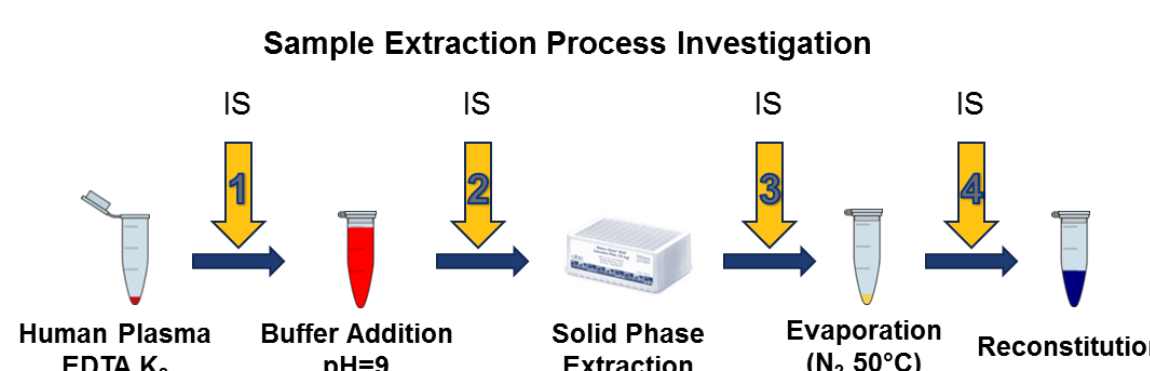 Sample Extraction Process Investigation
IS IS IS IS
1 2 3 4
Human Plasma
EDTA K₂
Buffer Addition
pH=9
Solid Phase
Extraction
Evaporation
(N₂ 50°C)
Reconstitution